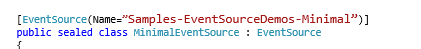 [EventSource(Name=”Samples-EventSourceDemos-Minimal”)]
public sealed class MinimalEventSource : EventSource
{